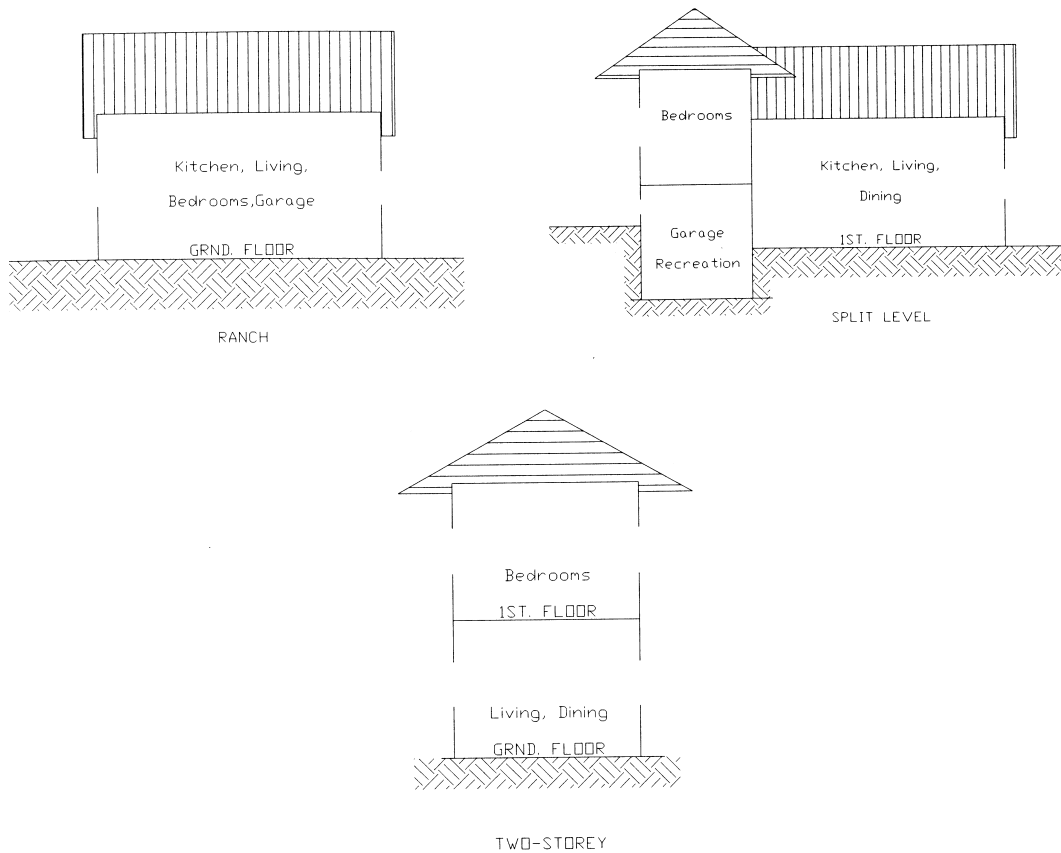 Kitchen, Living,
Bedrooms,Garage
GRND. FLOOR
RANCH
Bedrooms
Garage
Recreation
Kitchen, Living,
Dining
1ST. FLOOR
SPLIT LEVEL
Bedrooms
1ST. FLOOR
Living, Dining
GRND. FLOOR
TWO-STOREY